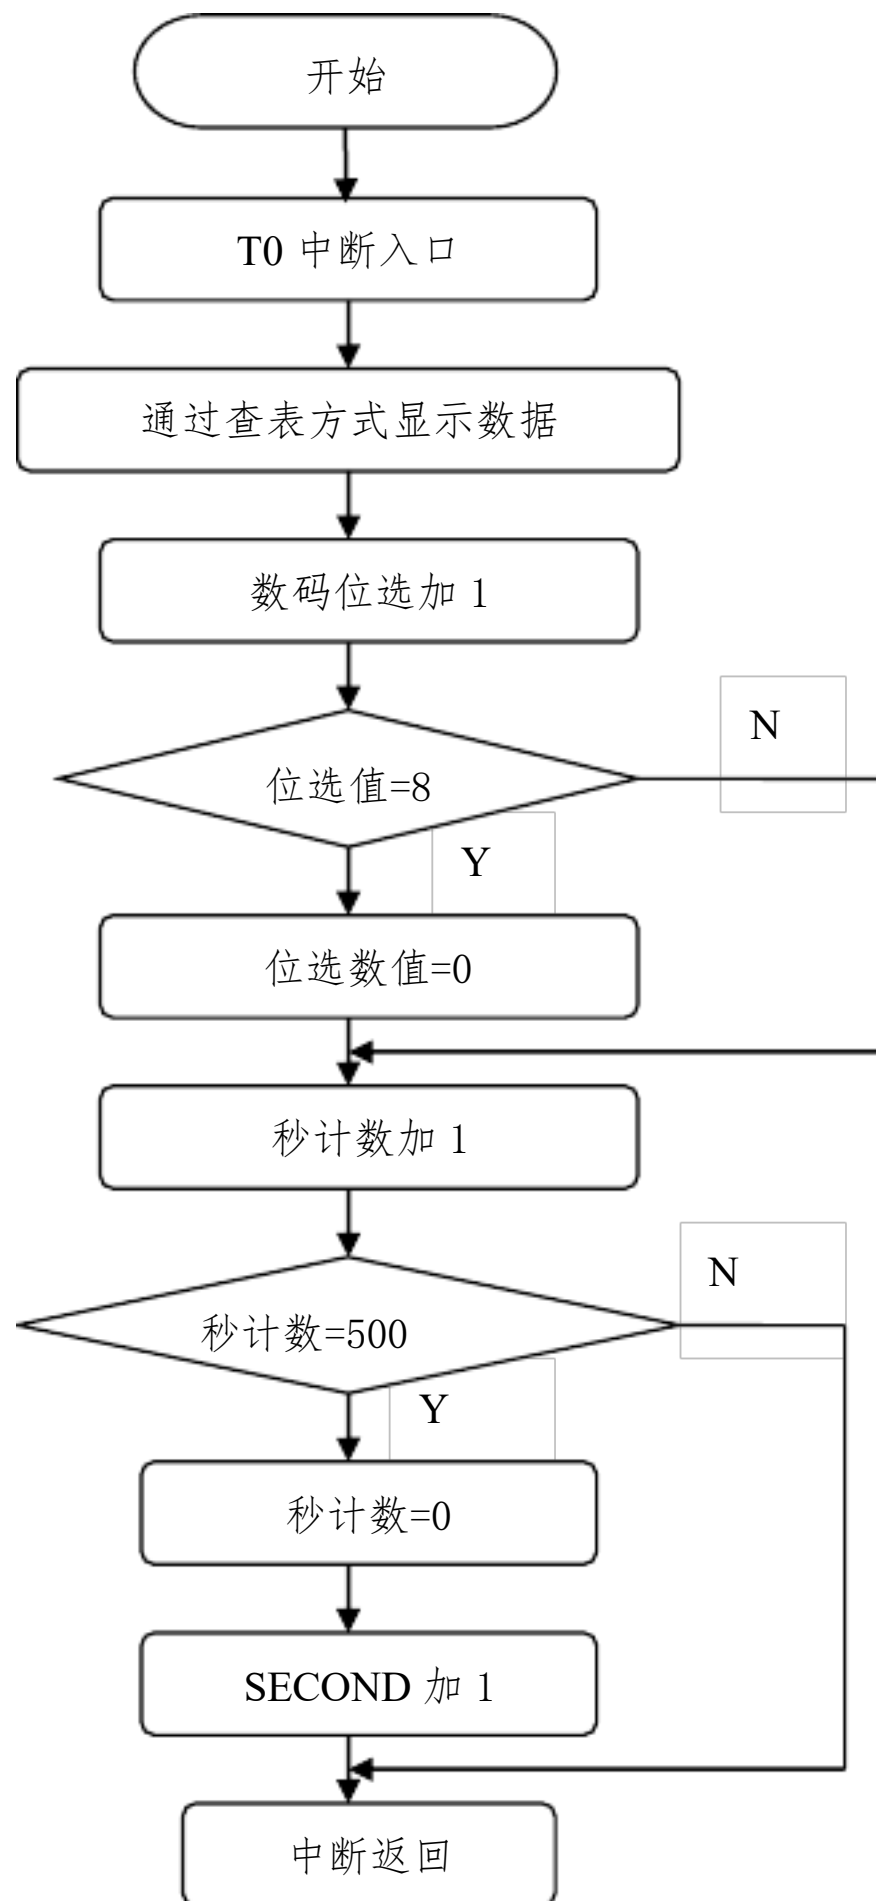 开始
T0 中断入口
通过查表方式显示数据
数码位选加 1
N
位选值=8
Y
位选数值=0
秒计数加 1
N
秒计数=500
Y
秒计数=0
SECOND 加 1
中断返回